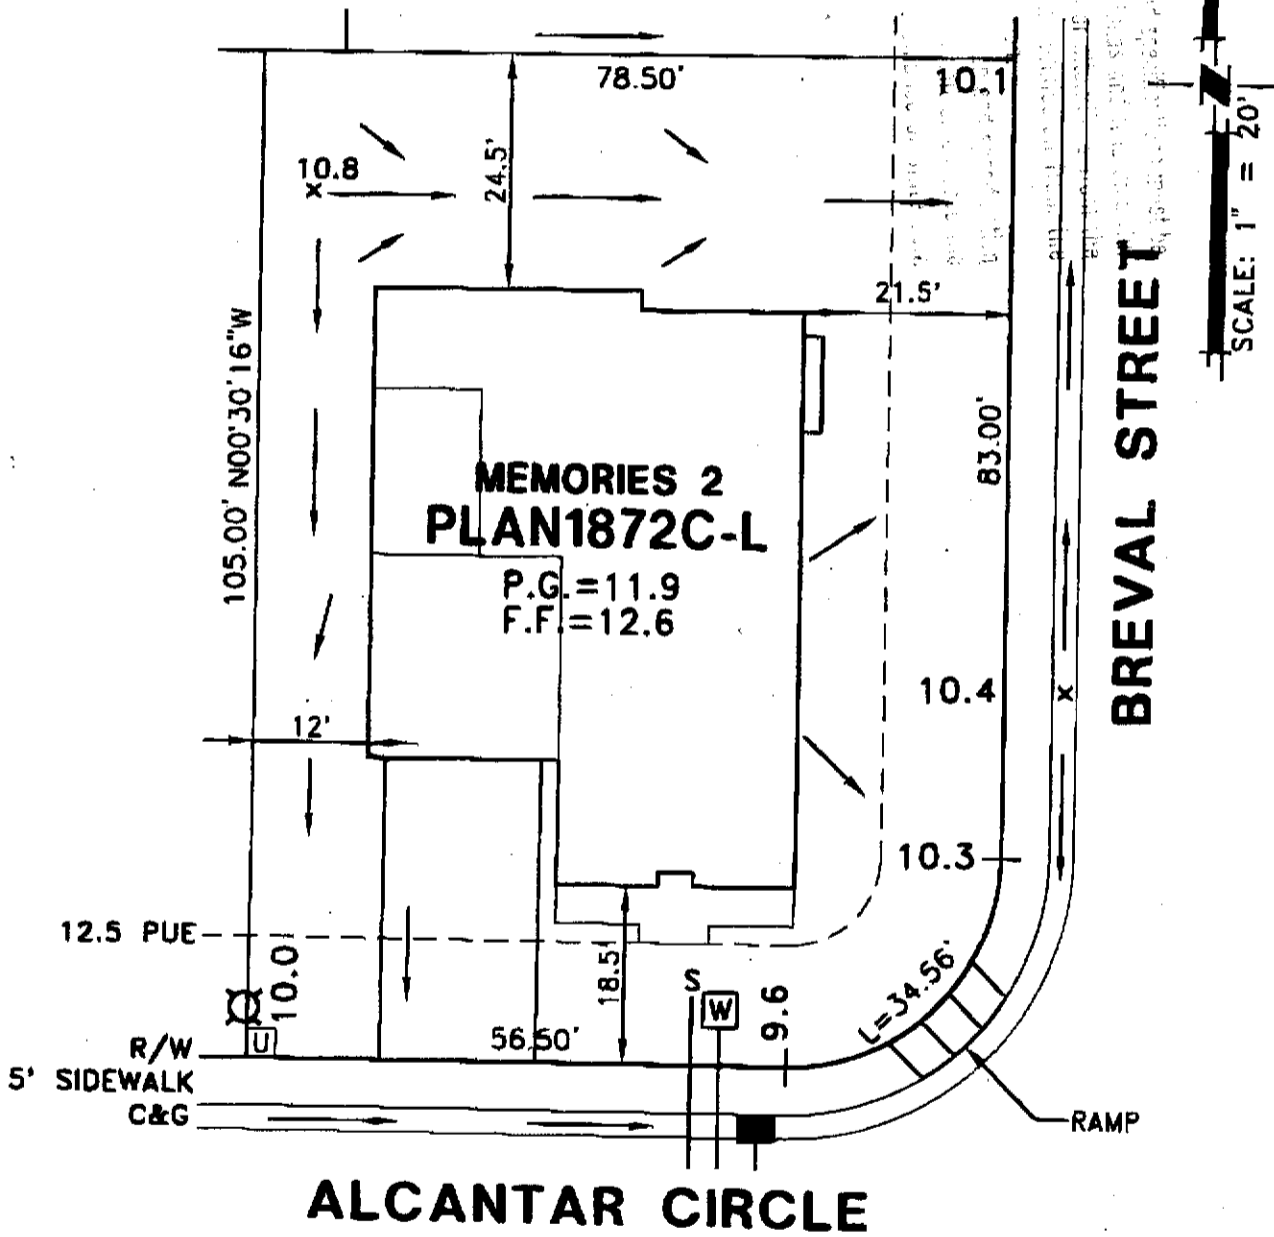 78.50'
10.1
SCALE: 1" = 20'
10.8
24.5'
21.5'
105.00' N00'30'16"W
83.00'
BREVAL STREET
MEMORIES 2
PLAN1872C-L
P.G.=11.9
F.F.=12.6
10.4
12'
10.3
12.5 PUE
10.0
18.5'
S
W
9.6
L=34.56'
U
56.50'
R/W
5' SIDEWALK
C&G
RAMP
ALCANTAR CIRCLE